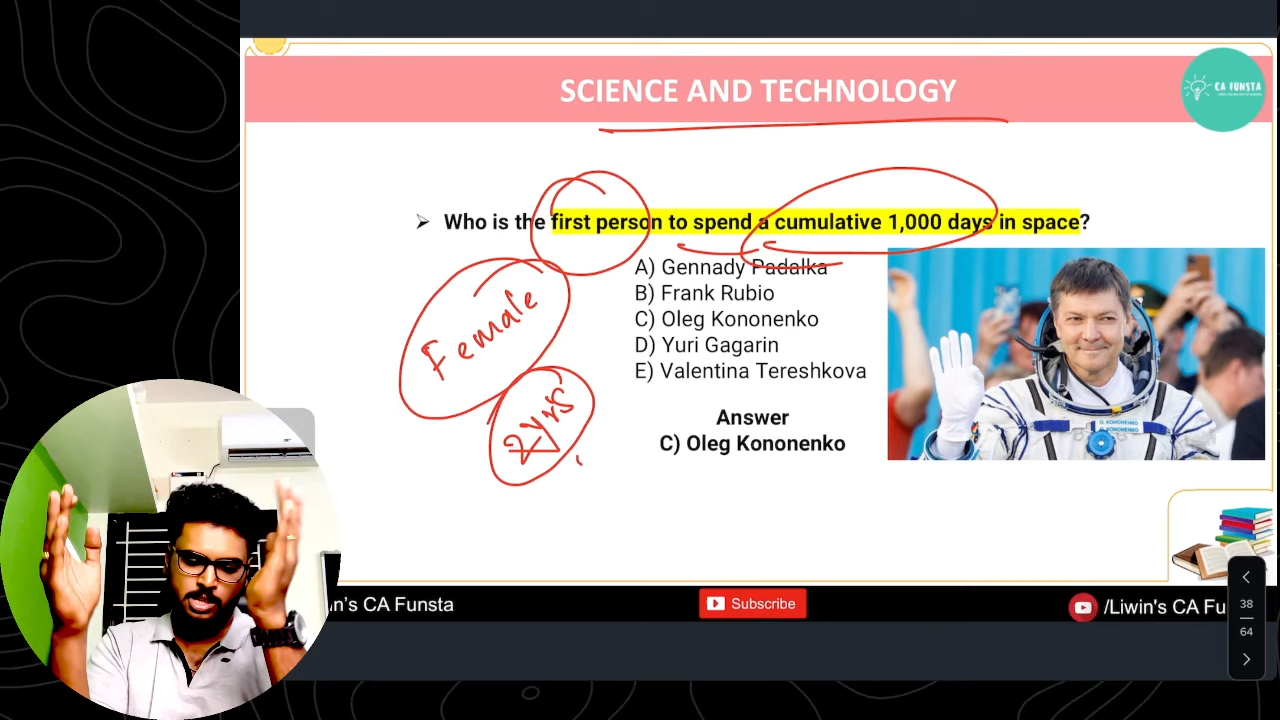 SCIENCE AND TECHNOLOGY
CA FUNSTA
➢ Who is the first person to spend a cumulative 1,000 days in space?
A) Gennady Padalka
B) Frank Rubio
C) Oleg Kononenko
D) Yuri Gagarin
E) Valentina Tereshkova
Female
2yrs
Answer
C) Oleg Kononenko
n's CA Funsta
Subscribe
/Liwin's CA Fu
38
64